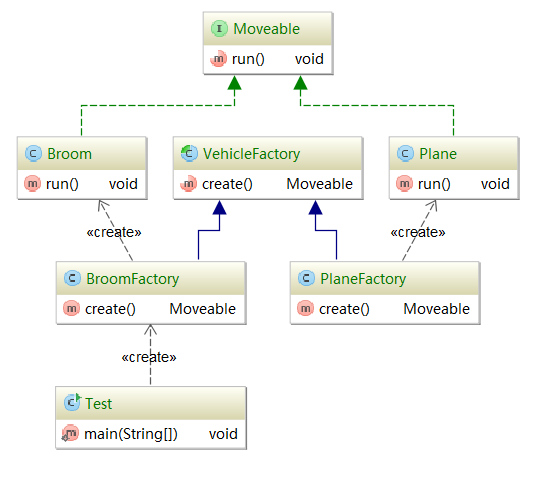 Moveable
run() void
Broom
run() void
VehicleFactory
create() Moveable
Plane
run() void
«create»
«create»
BroomFactory
create() Moveable
PlaneFactory
create() Moveable
«create»
Test
main(String[]) void